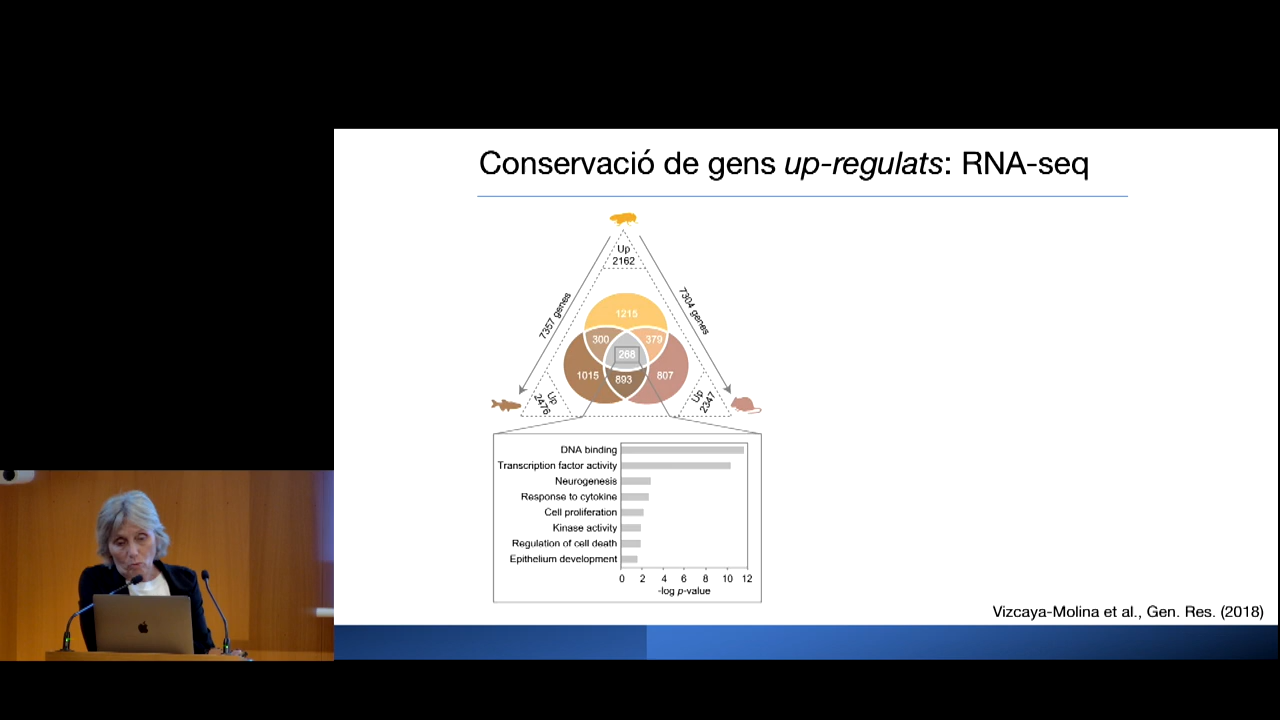 Conservació de gens up-regulats: RNA-seq
Up
2162
7357 genes
7304 genes
1215
300
379
268
1015
893
807
Up
2476
Up
2347
DNA binding
Transcription factor activity
Neurogenesis
Response to cytokine
Cell proliferation
Kinase activity
Regulation of cell death
Epithelium development
0 2 4 6 8 10 12
-log p-value
Vizcaya-Molina et al., Gen. Res. (2018)